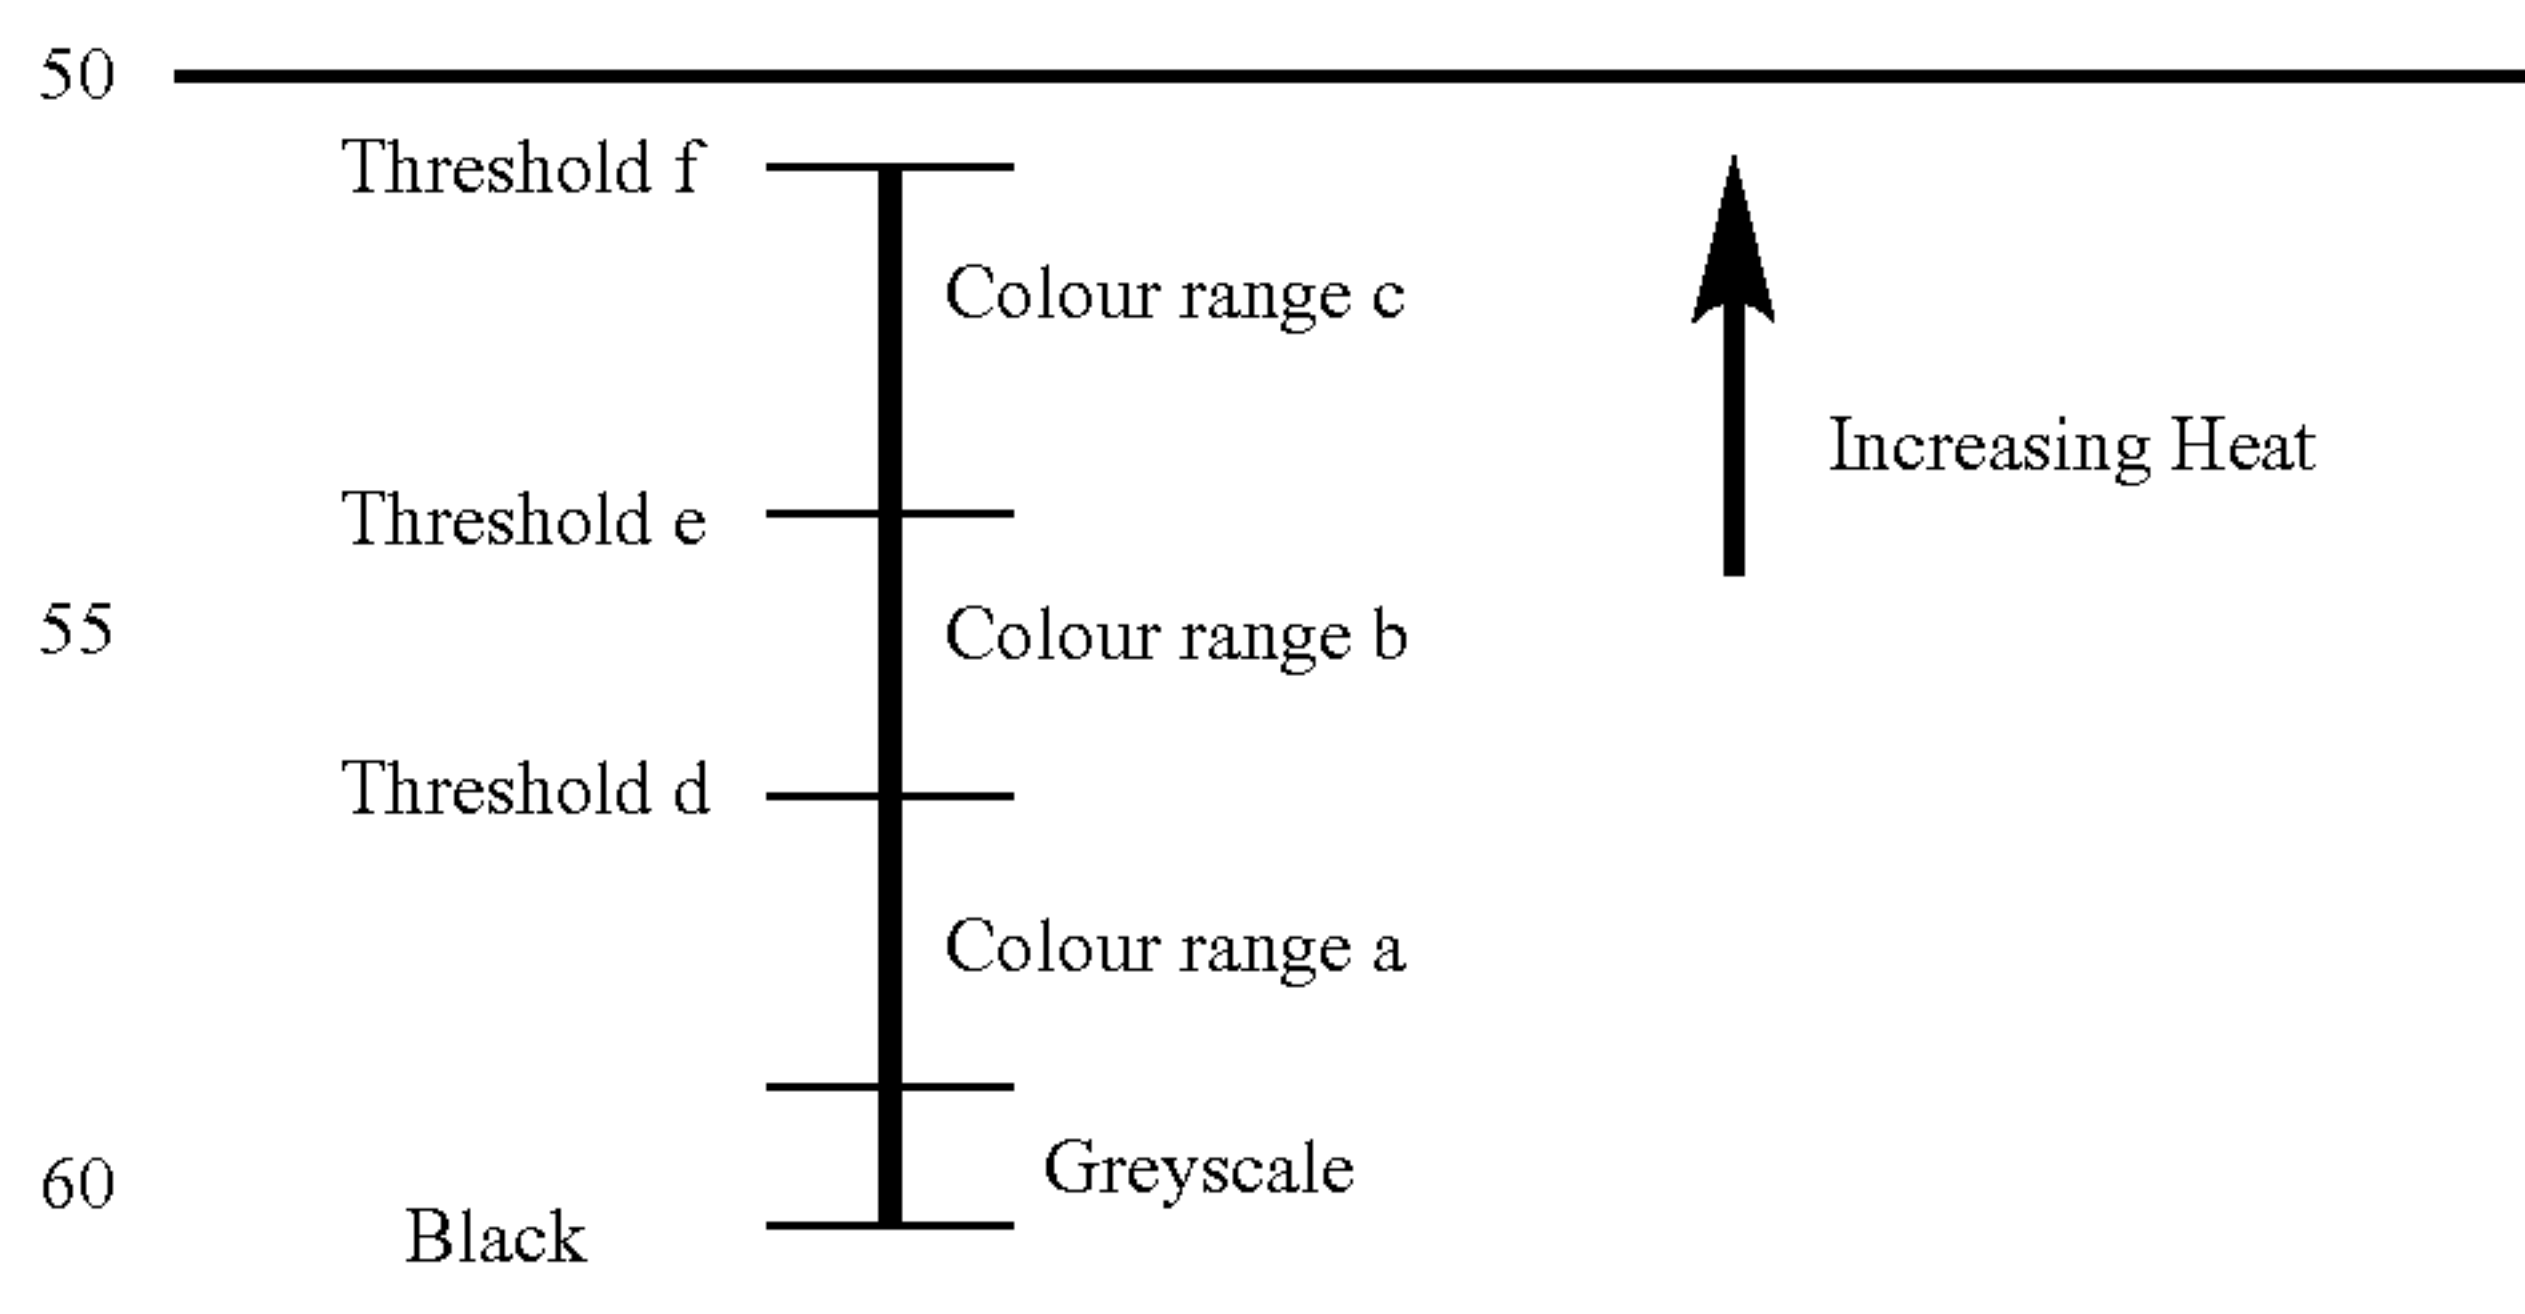 50
Threshold f
Colour range c
Increasing Heat
Threshold e
55
Colour range b
Threshold d
Colour range a
Greyscale
60
Black